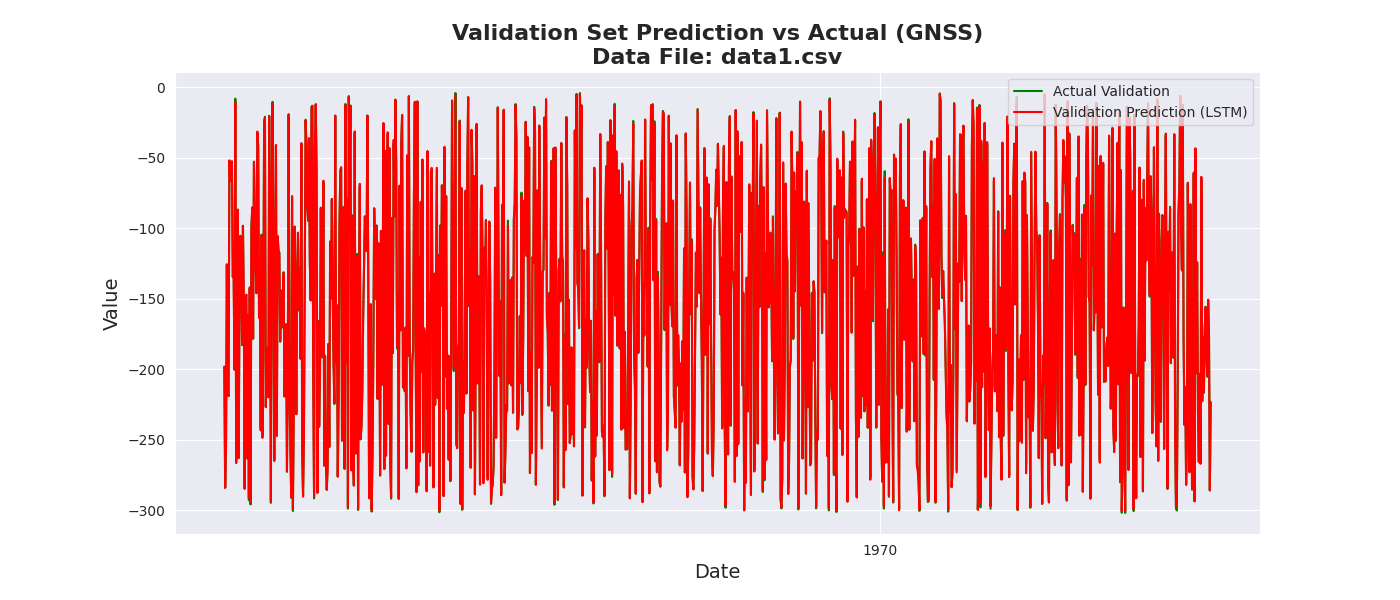 Validation Set Prediction vs Actual (GNSS)
Data File: data1.csv
Actual Validation
Validation Prediction (LSTM)
0
−50
−100
−150
−200
−250
−300
Value
1970
Date